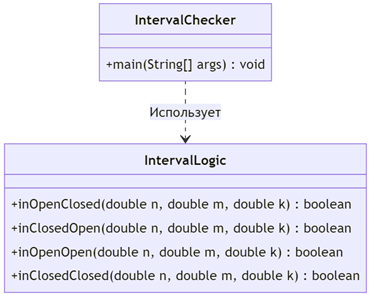 IntervalChecker
+main(String[] args) : void
Использует
IntervalLogic
+inOpenClosed(double n, double m, double k) : boolean
+inClosedOpen(double n, double m, double k) : boolean
+inOpenOpen(double n, double m, double k) : boolean
+inClosedClosed(double n, double m, double k) : boolean